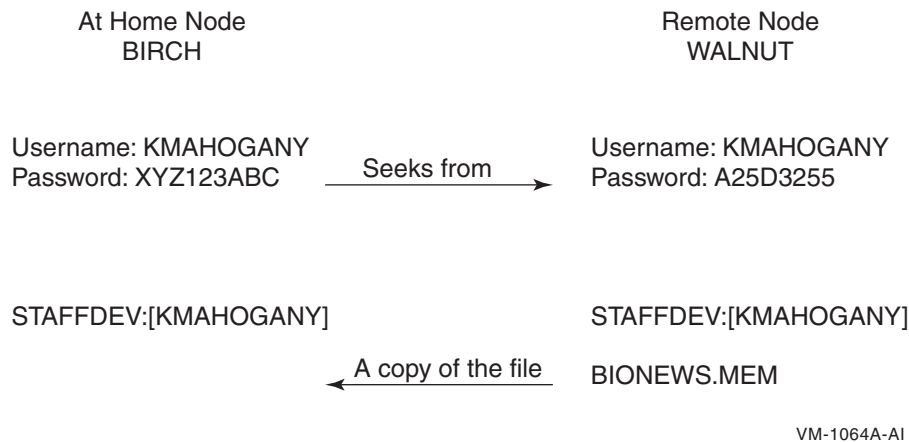 At Home Node
BIRCH
Remote Node
WALNUT
Username: KMAHOGANY
Password: XYZ123ABC
Seeks from
Username: KMAHOGANY
Password: A25D3255
STAFFDEV:[KMAHOGANY]
STAFFDEV:[KMAHOGANY]
A copy of the file
BIONEWS.MEM
VM-1064A-AI